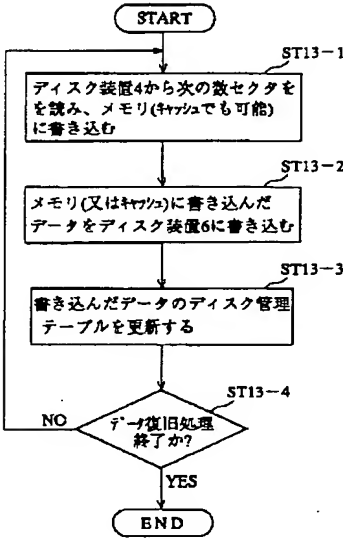 START
ST13-1
ディスク装置4から次の数セクタを
を読み、メモリ(キャッシュでも可能)
に書き込む
ST13-2
メモリ(又はキャッシュ)に書き込んだ
データをディスク装置6に書き込む
ST13-3
書き込んだデータのディスク管理
テーブルを更新する
ST13-4
データ復旧処理
終了か?
NO
YES
END